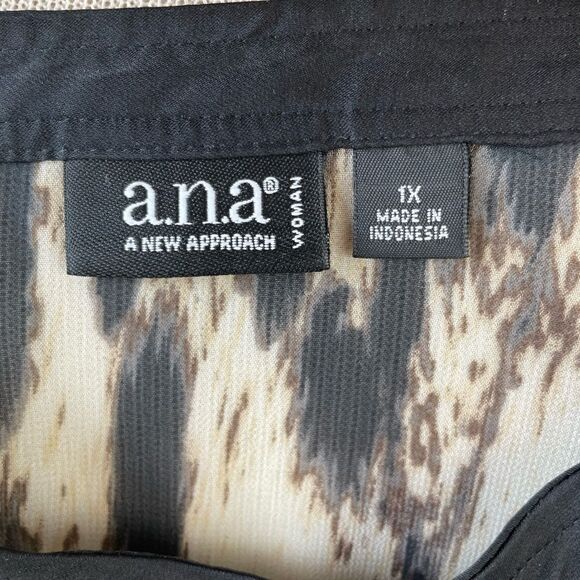 a.n.a®
A NEW APPROACH
WOMAN
1X
MADE IN
INDONESIA